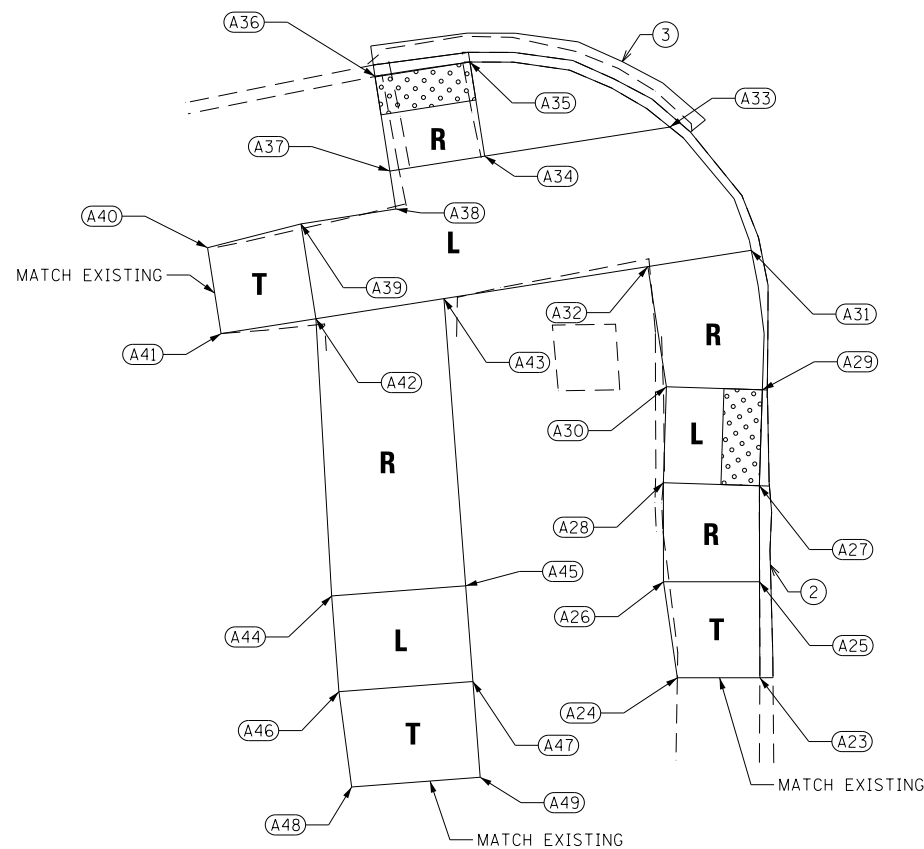 A36
3
A35
A33
R
A37
A34
A40
A38
L
MATCH EXISTING
T
A39
A32
A31
A41
R
A42
A43
A29
A30
L
R
A28
R
A27
A45
A26
2
A44
T
A25
L
A24
A46
T
A47
A23
MATCH EXISTING
A48
A49
MATCH EXISTING